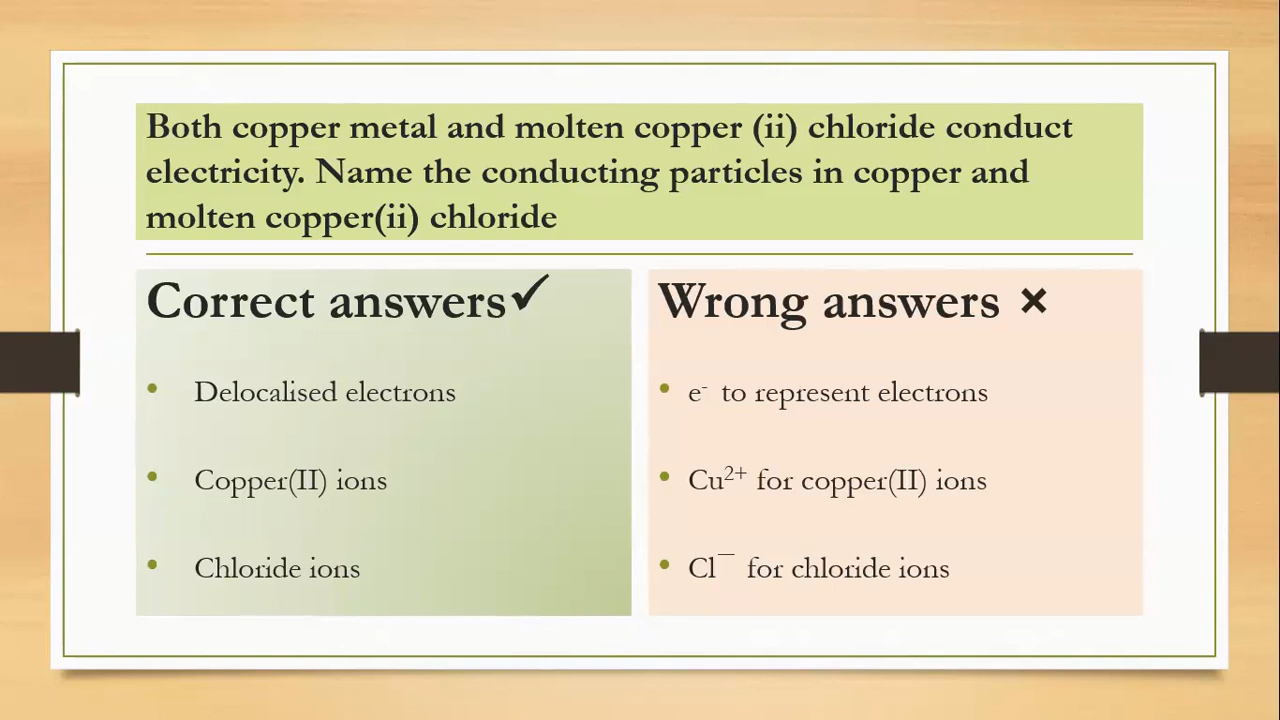 Both copper metal and molten copper (ii) chloride conduct
electricity. Name the conducting particles in copper and
molten copper(ii) chloride
Correct answers✓
• Delocalised electrons
• Copper(II) ions
• Chloride ions
Wrong answers ×
• e⁻ to represent electrons
• Cu²⁺ for copper(II) ions
• Cl⁻ for chloride ions